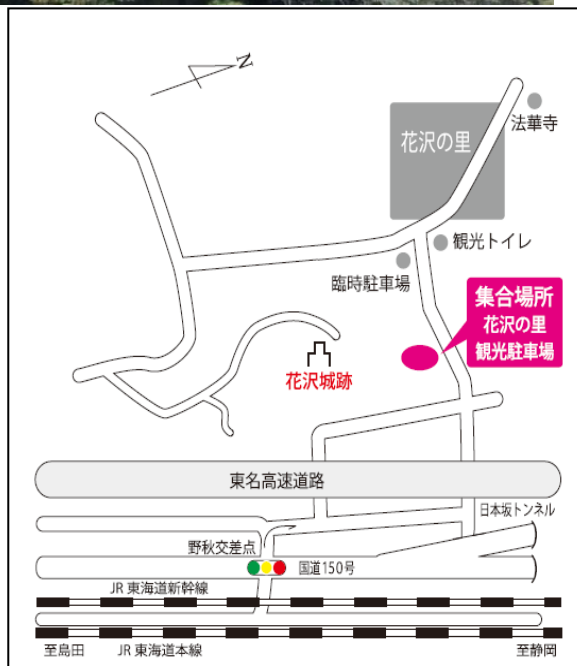 N
法華寺
花沢の里
観光トイレ
臨時駐車場
集合場所
花沢の里
観光駐車場
花沢城跡
東名高速道路
日本坂トンネル
野秋交差点
国道150号
JR 東海道新幹線
至島田
JR 東海道本線
至静岡